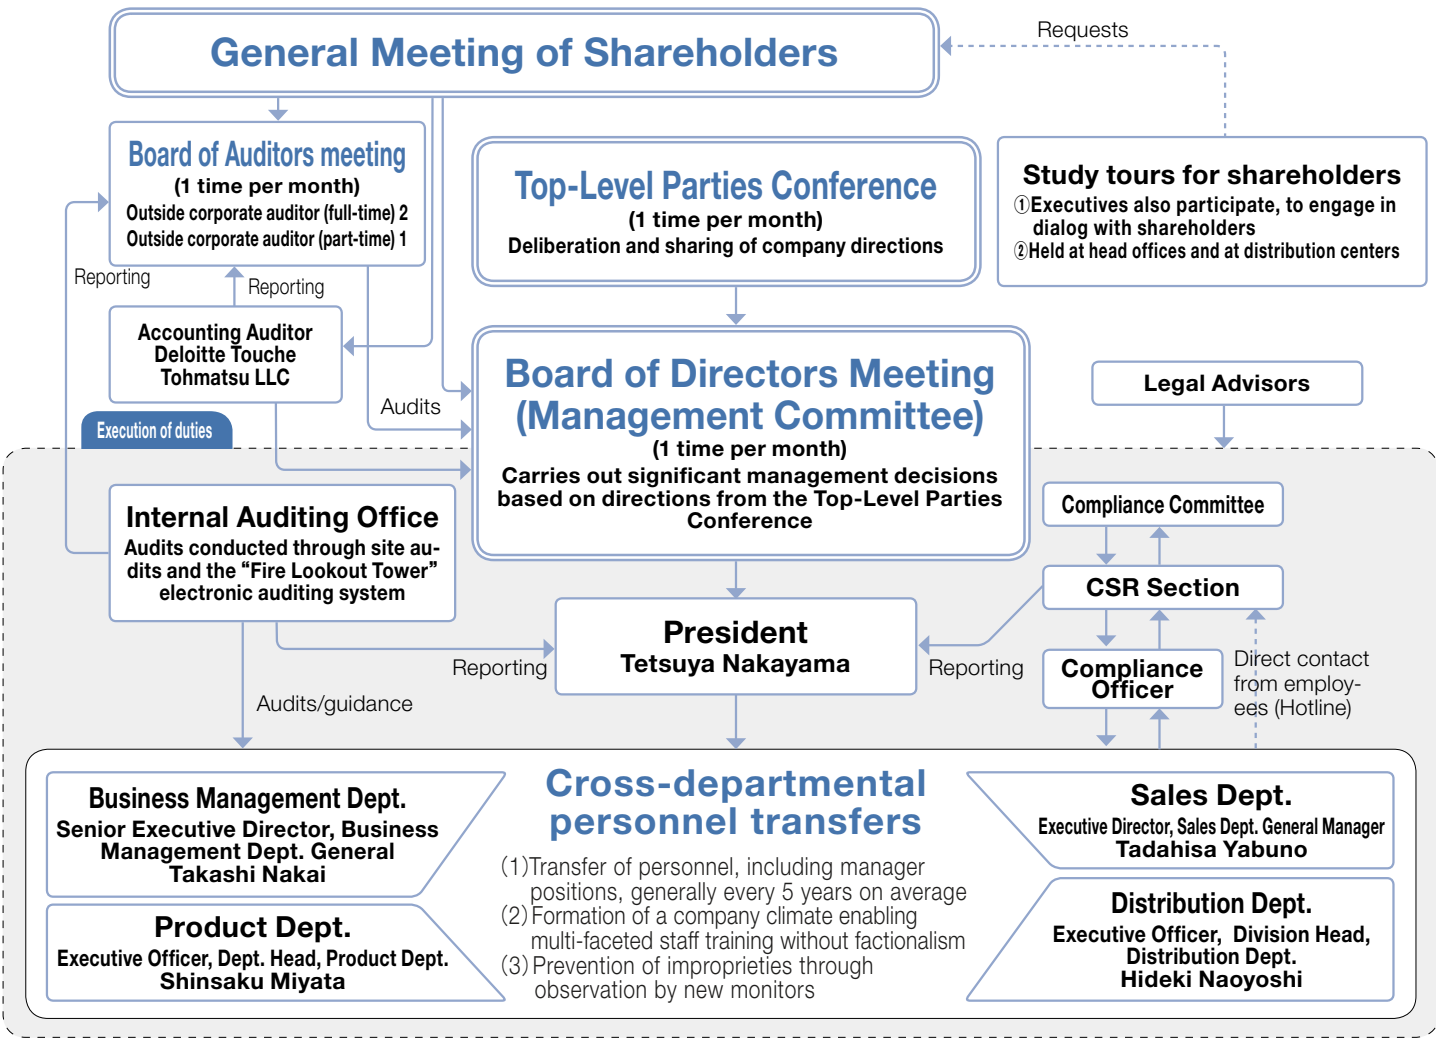 General Meeting of Shareholders
Requests
Board of Auditors meeting
(1 time per month)
Outside corporate auditor (full-time) 2
Outside corporate auditor (part-time) 1
Top-Level Parties Conference
(1 time per month)
Deliberation and sharing of company directions
Study tours for shareholders
①Executives also participate, to engage in
dialog with shareholders
②Held at head offices and at distribution centers
Reporting
Reporting
Accounting Auditor
Deloitte Touche
Tohmatsu LLC
Audits
Board of Directors Meeting
(Management Committee)
(1 time per month)
Carries out significant management decisions
based on directions from the Top-Level Parties
Conference
Legal Advisors
Execution of duties
Internal Auditing Office
Audits conducted through site au-
dits and the “Fire Lookout Tower”
electronic auditing system
Compliance Committee
CSR Section
President
Tetsuya Nakayama
Reporting
Reporting
Compliance
Officer
Direct contact
from employ-
ees (Hotline)
Audits/guidance
Business Management Dept.
Senior Executive Director, Business
Management Dept. General
Takashi Nakai
Product Dept.
Executive Officer, Dept. Head, Product Dept.
Shinsaku Miyata
Cross-departmental
personnel transfers
(1)Transfer of personnel, including manager
positions, generally every 5 years on average
(2)Formation of a company climate enabling
multi-faceted staff training without factionalism
(3)Prevention of improprieties through
observation by new monitors
Sales Dept.
Executive Director, Sales Dept. General Manager
Tadahisa Yabuno
Distribution Dept.
Executive Officer, Division Head,
Distribution Dept.
Hideki Naoyoshi